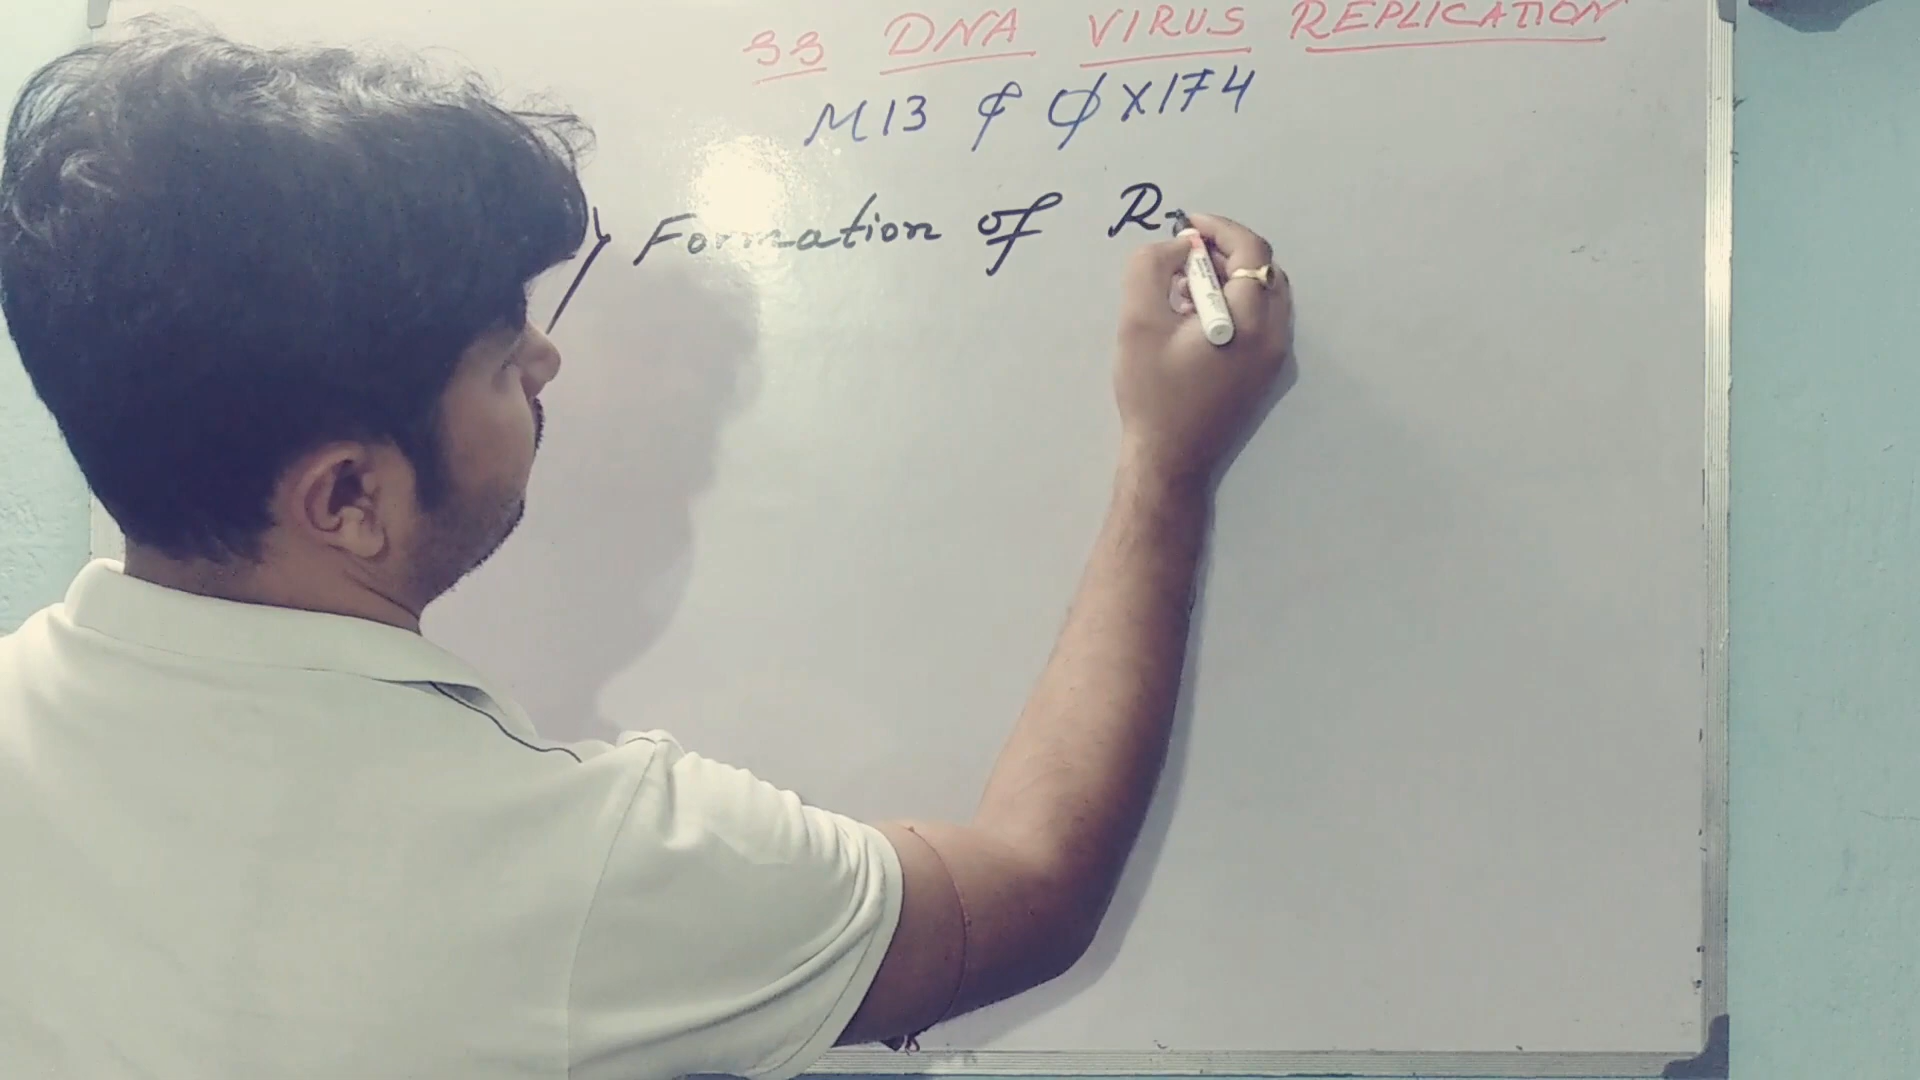 SS DNA VIRUS REPLICATION
M13 & ϕX174
Formation of R